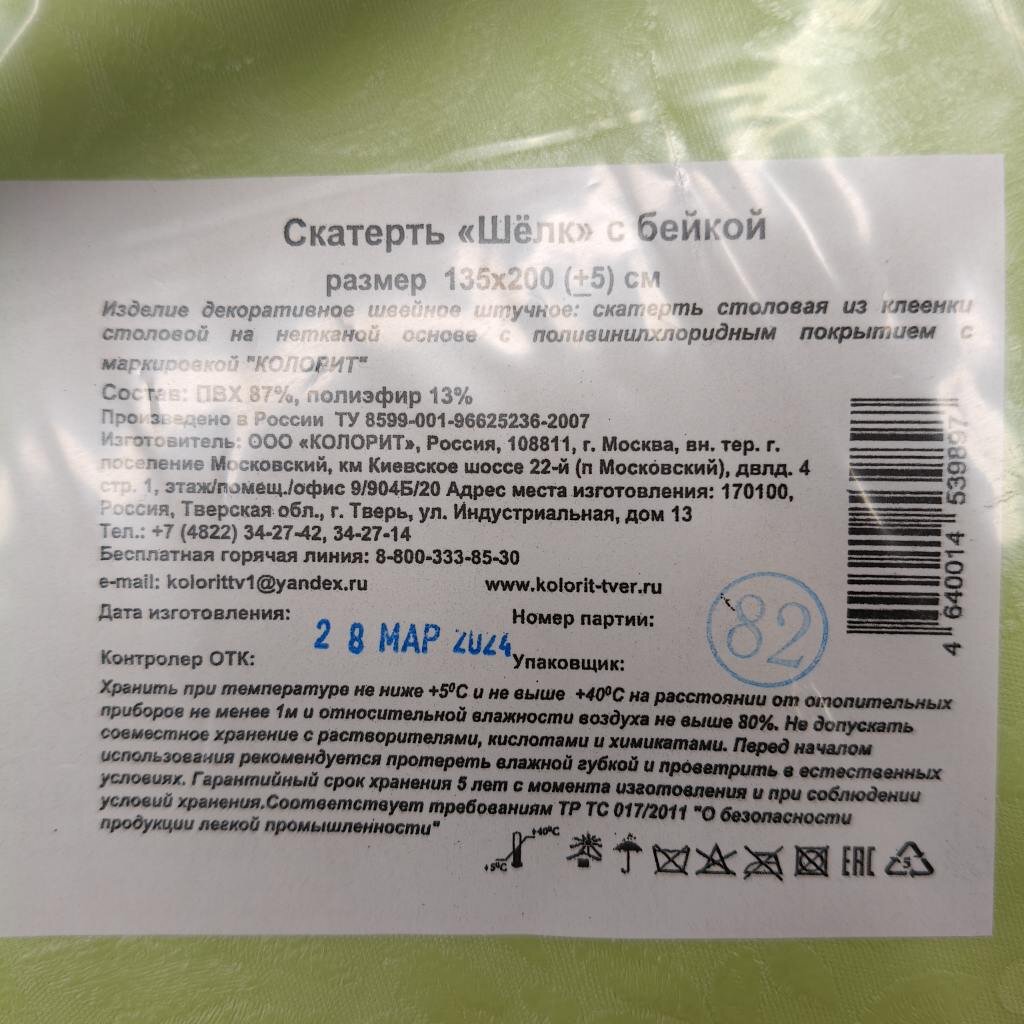 Скатерть «Шёлк» с бейкой
размер 135х200 (±5) см
Изделие декоративное швейное штучное: скатерть столовая из клеенки
столовой на нетканой основе с поливинилхлоридным покрытием с
маркировкой "КОЛОРИТ"
Состав: ПВХ 87%, полиэфир 13%
Произведено в России ТУ 8599-001-96625236-2007
Изготовитель: ООО «КОЛОРИТ», Россия, 108811, г. Москва, вн. тер. г.
поселение Московский, км Киевское шоссе 22-й (п Московский), двлд. 4
стр. 1, этаж/помещ./офис 9/904Б/20 Адрес места изготовления: 170100,
Россия, Тверская обл., г. Тверь, ул. Индустриальная, дом 13
Тел.: +7 (4822) 34-27-42, 34-27-14
Бесплатная горячая линия: 8-800-333-85-30
e-mail: kolorittv1@yandex.ru www.kolorit-tver.ru
Дата изготовления: 28 МАР 2024 Номер партии: 82
Контролер ОТК: Упаковщик:
Хранить при температуре не ниже +5⁰С и не выше +40⁰С на расстоянии от отопительных
приборов не менее 1м и относительной влажности воздуха не выше 80%. Не допускать
совместное хранение с растворителями, кислотами и химикатами. Перед началом
использования рекомендуется протереть влажной губкой и проветрить в естественных
условиях. Гарантийный срок хранения 5 лет с момента изготовления и при соблюдении
условий хранения.Соответствует требованиям ТР ТС 017/2011 "О безопасности
продукции легкой промышленности"
+5⁰С +40⁰С EAC 5
4 640014 539897